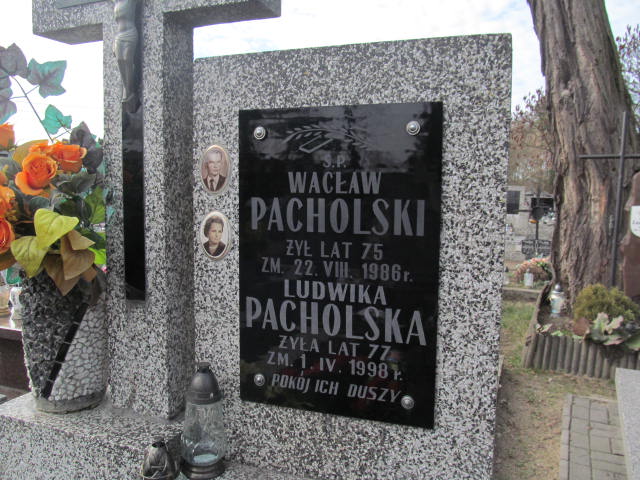 Ś.P.
WACŁAW
PACHOLSKI
ŻYŁ LAT 75
ZM. 22. VIII. 1986 r.
LUDWIKA
PACHOLSKA
ŻYŁA LAT 77
ZM. 1. IV. 1998 r.
POKÓJ ICH DUSZY